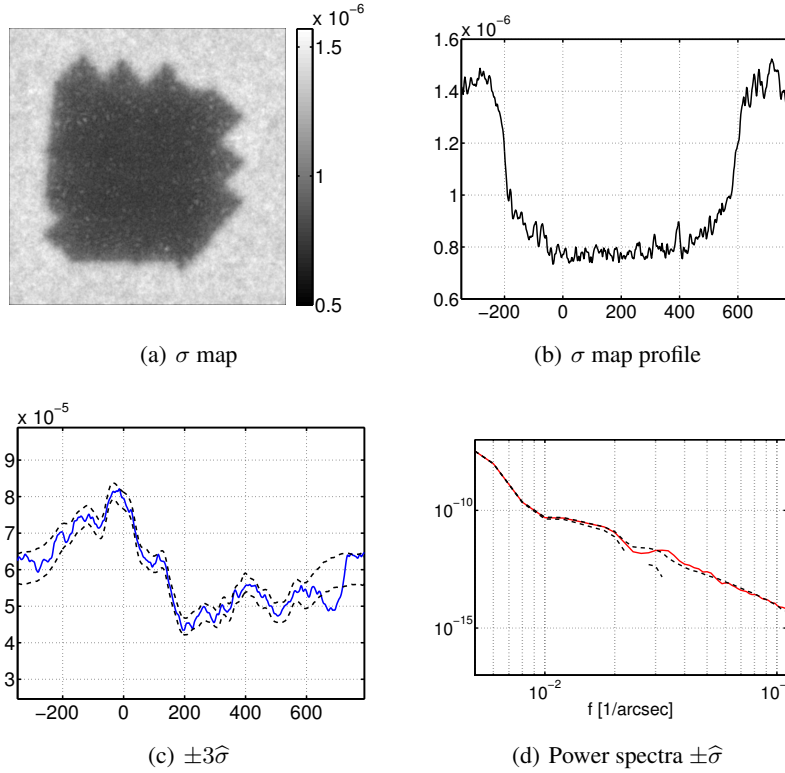 x 10⁻⁶
1.5
1
0.5
(a) σ map
x 10⁻⁶
1.4
1.2
1
0.8
0.6
−200 0 200 400 600
(b) σ map profile
x 10⁻⁵
9
8
7
6
5
4
3
−200 0 200 400 600
(c) ±3σ̂
10⁻¹⁰
10⁻¹⁵
10⁻²
f [1/arcsec]
(d) Power spectra ±σ̂